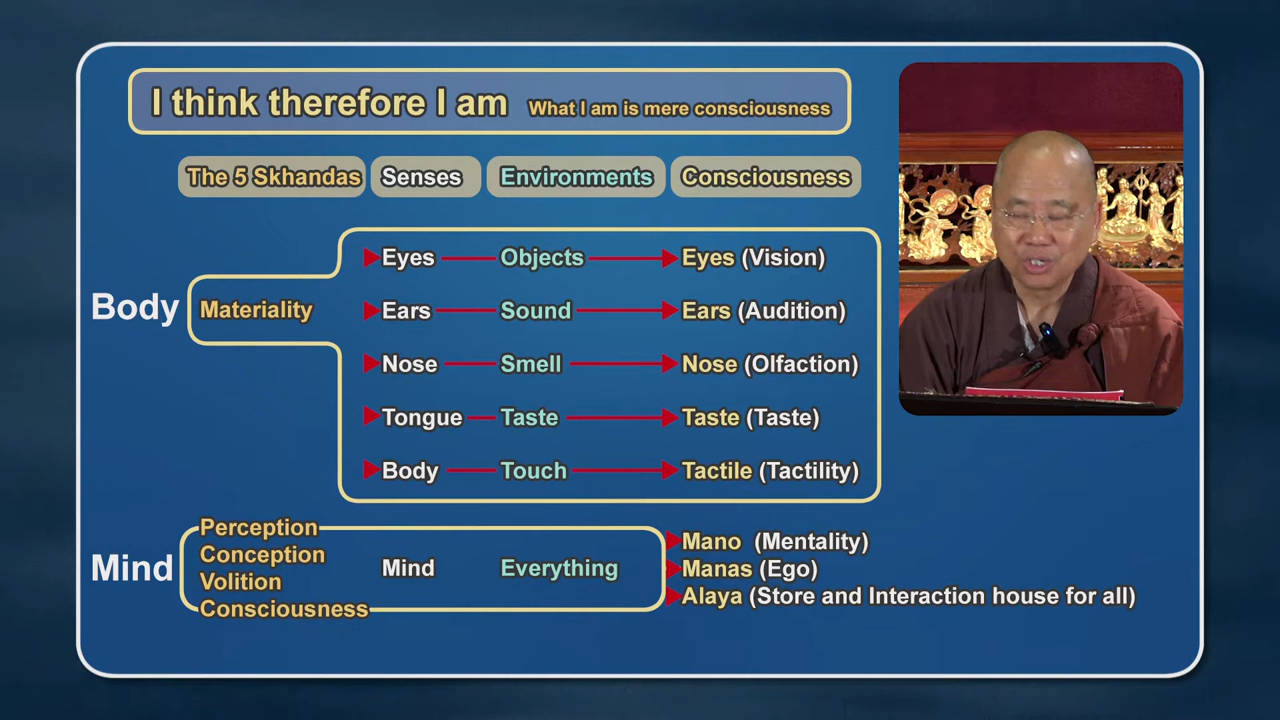 I think therefore I am What I am is mere consciousness
The 5 Skhandas Senses Environments Consciousness
Eyes Objects Eyes (Vision)
Body Materiality Ears Sound Ears (Audition)
Nose Smell Nose (Olfaction)
Tongue Taste Taste (Taste)
Body Touch Tactile (Tactility)
Perception
Mano (Mentality)
Conception
Mind Mind Everything Manas (Ego)
Volition
Alaya (Store and Interaction house for all)
Consciousness